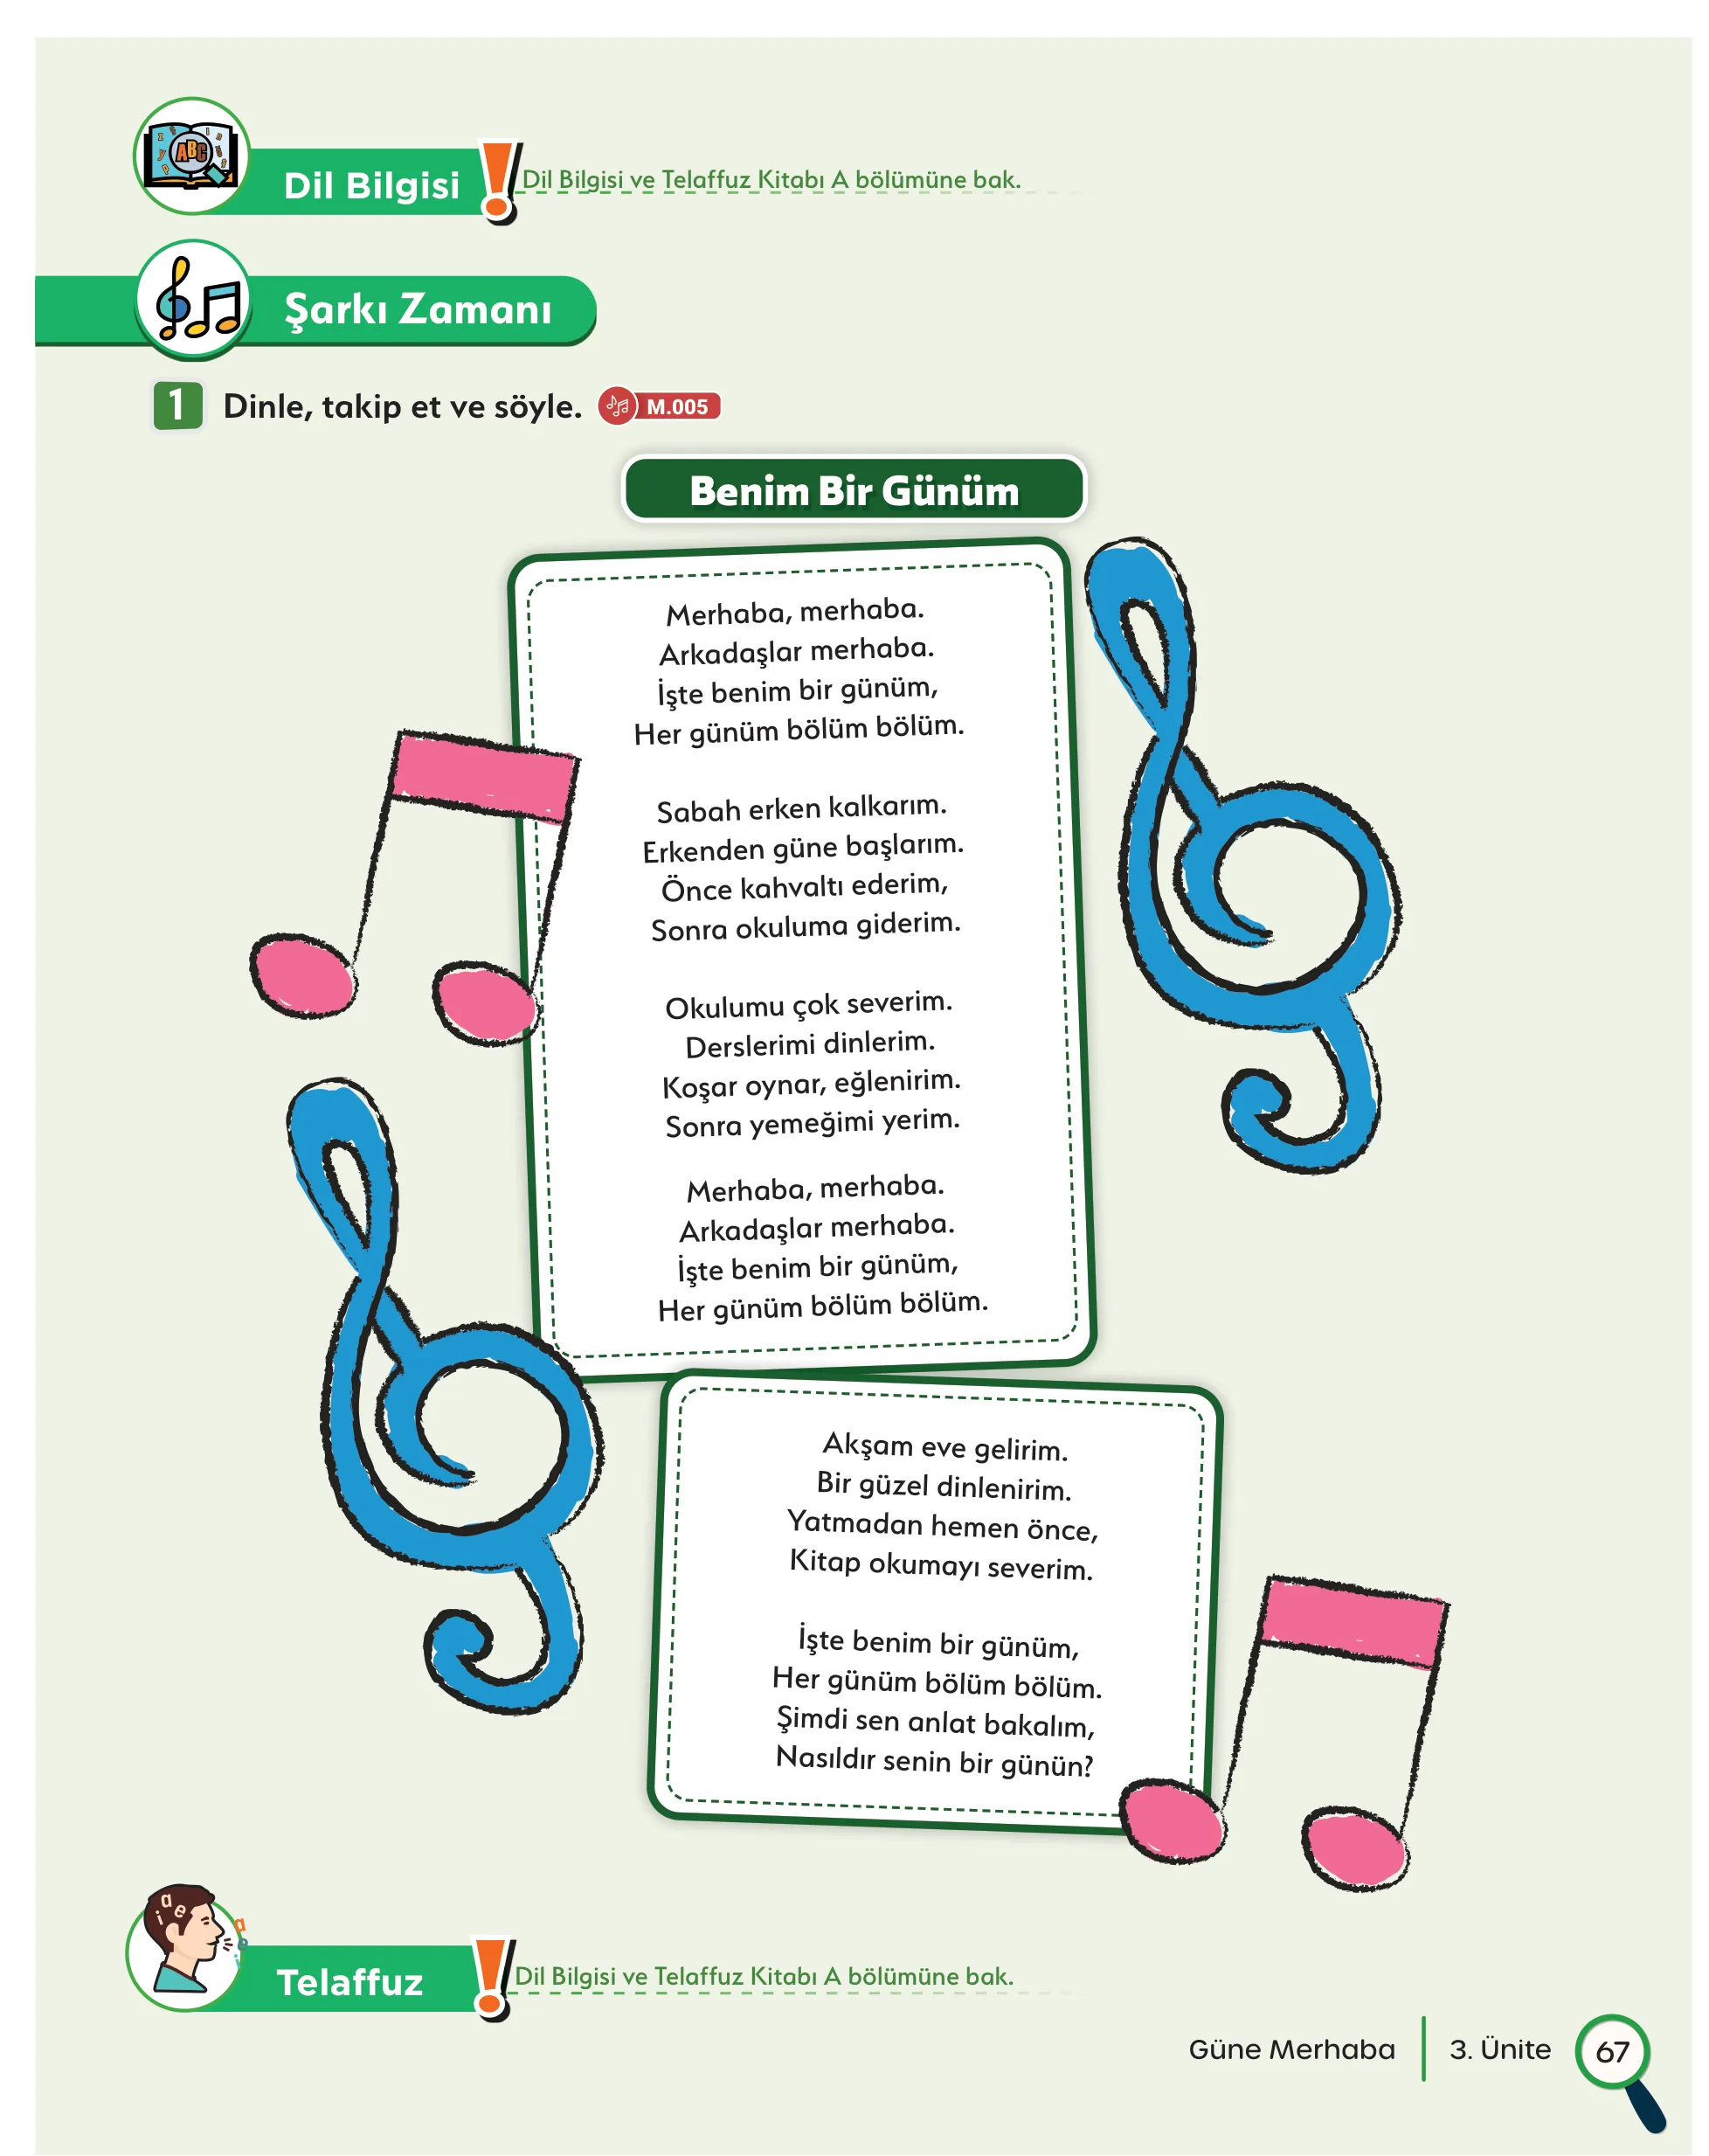 Dil Bilgisi
Dil Bilgisi ve Telaffuz Kitabı A bölümüne bak.
Şarkı Zamanı
1 Dinle, takip et ve söyle. M.005
Benim Bir Günüm
Merhaba, merhaba.
Arkadaşlar merhaba.
İşte benim bir günüm,
Her günüm bölüm bölüm.
Sabah erken kalkarım.
Erkenden güne başlarım.
Önce kahvaltı ederim,
Sonra okuluma giderim.
Okulumu çok severim.
Derslerimi dinlerim.
Koşar oynar, eğlenirim.
Sonra yemeğimi yerim.
Merhaba, merhaba.
Arkadaşlar merhaba.
İşte benim bir günüm,
Her günüm bölüm bölüm.
Akşam eve gelirim.
Bir güzel dinlenirim.
Yatmadan hemen önce,
Kitap okumayı severim.
İşte benim bir günüm,
Her günüm bölüm bölüm.
Şimdi sen anlat bakalım,
Nasıldır senin bir günün?
Telaffuz
Dil Bilgisi ve Telaffuz Kitabı A bölümüne bak.
Güne Merhaba 3. Ünite 67